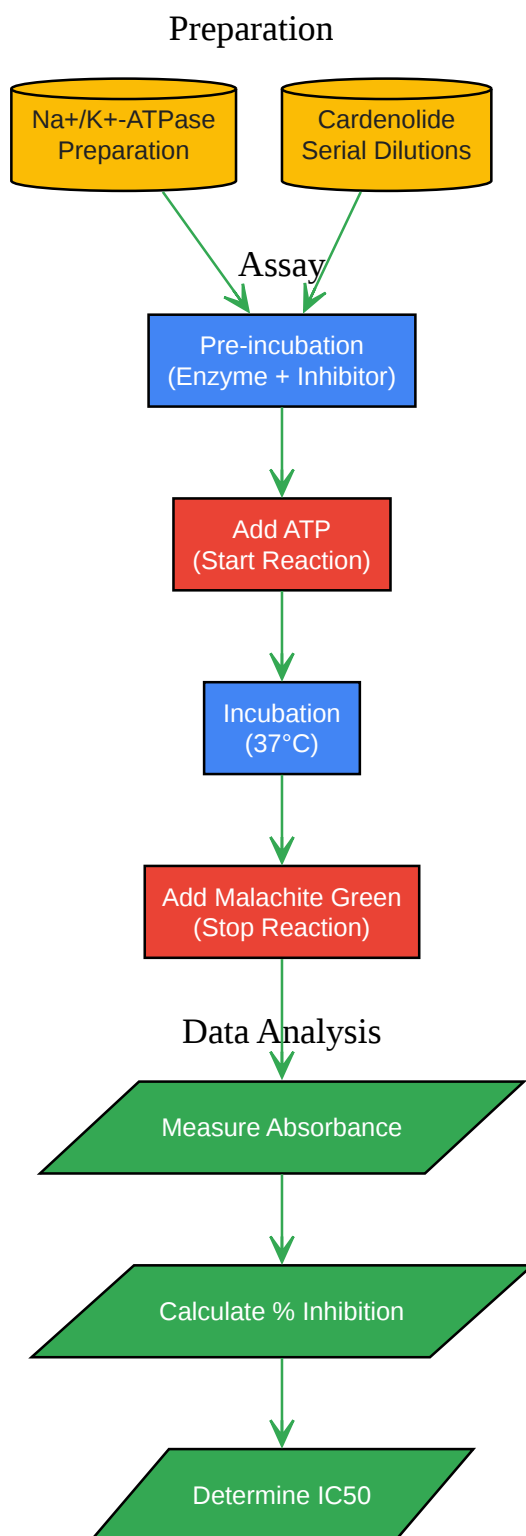 Preparation
Na+/K+-ATPase
Preparation
Cardenolide
Serial Dilutions
Assay
Pre-incubation
(Enzyme + Inhibitor)
Add ATP
(Start Reaction)
Incubation
(37°C)
Add Malachite Green
(Stop Reaction)
Data Analysis
Measure Absorbance
Calculate % Inhibition
Determine IC50